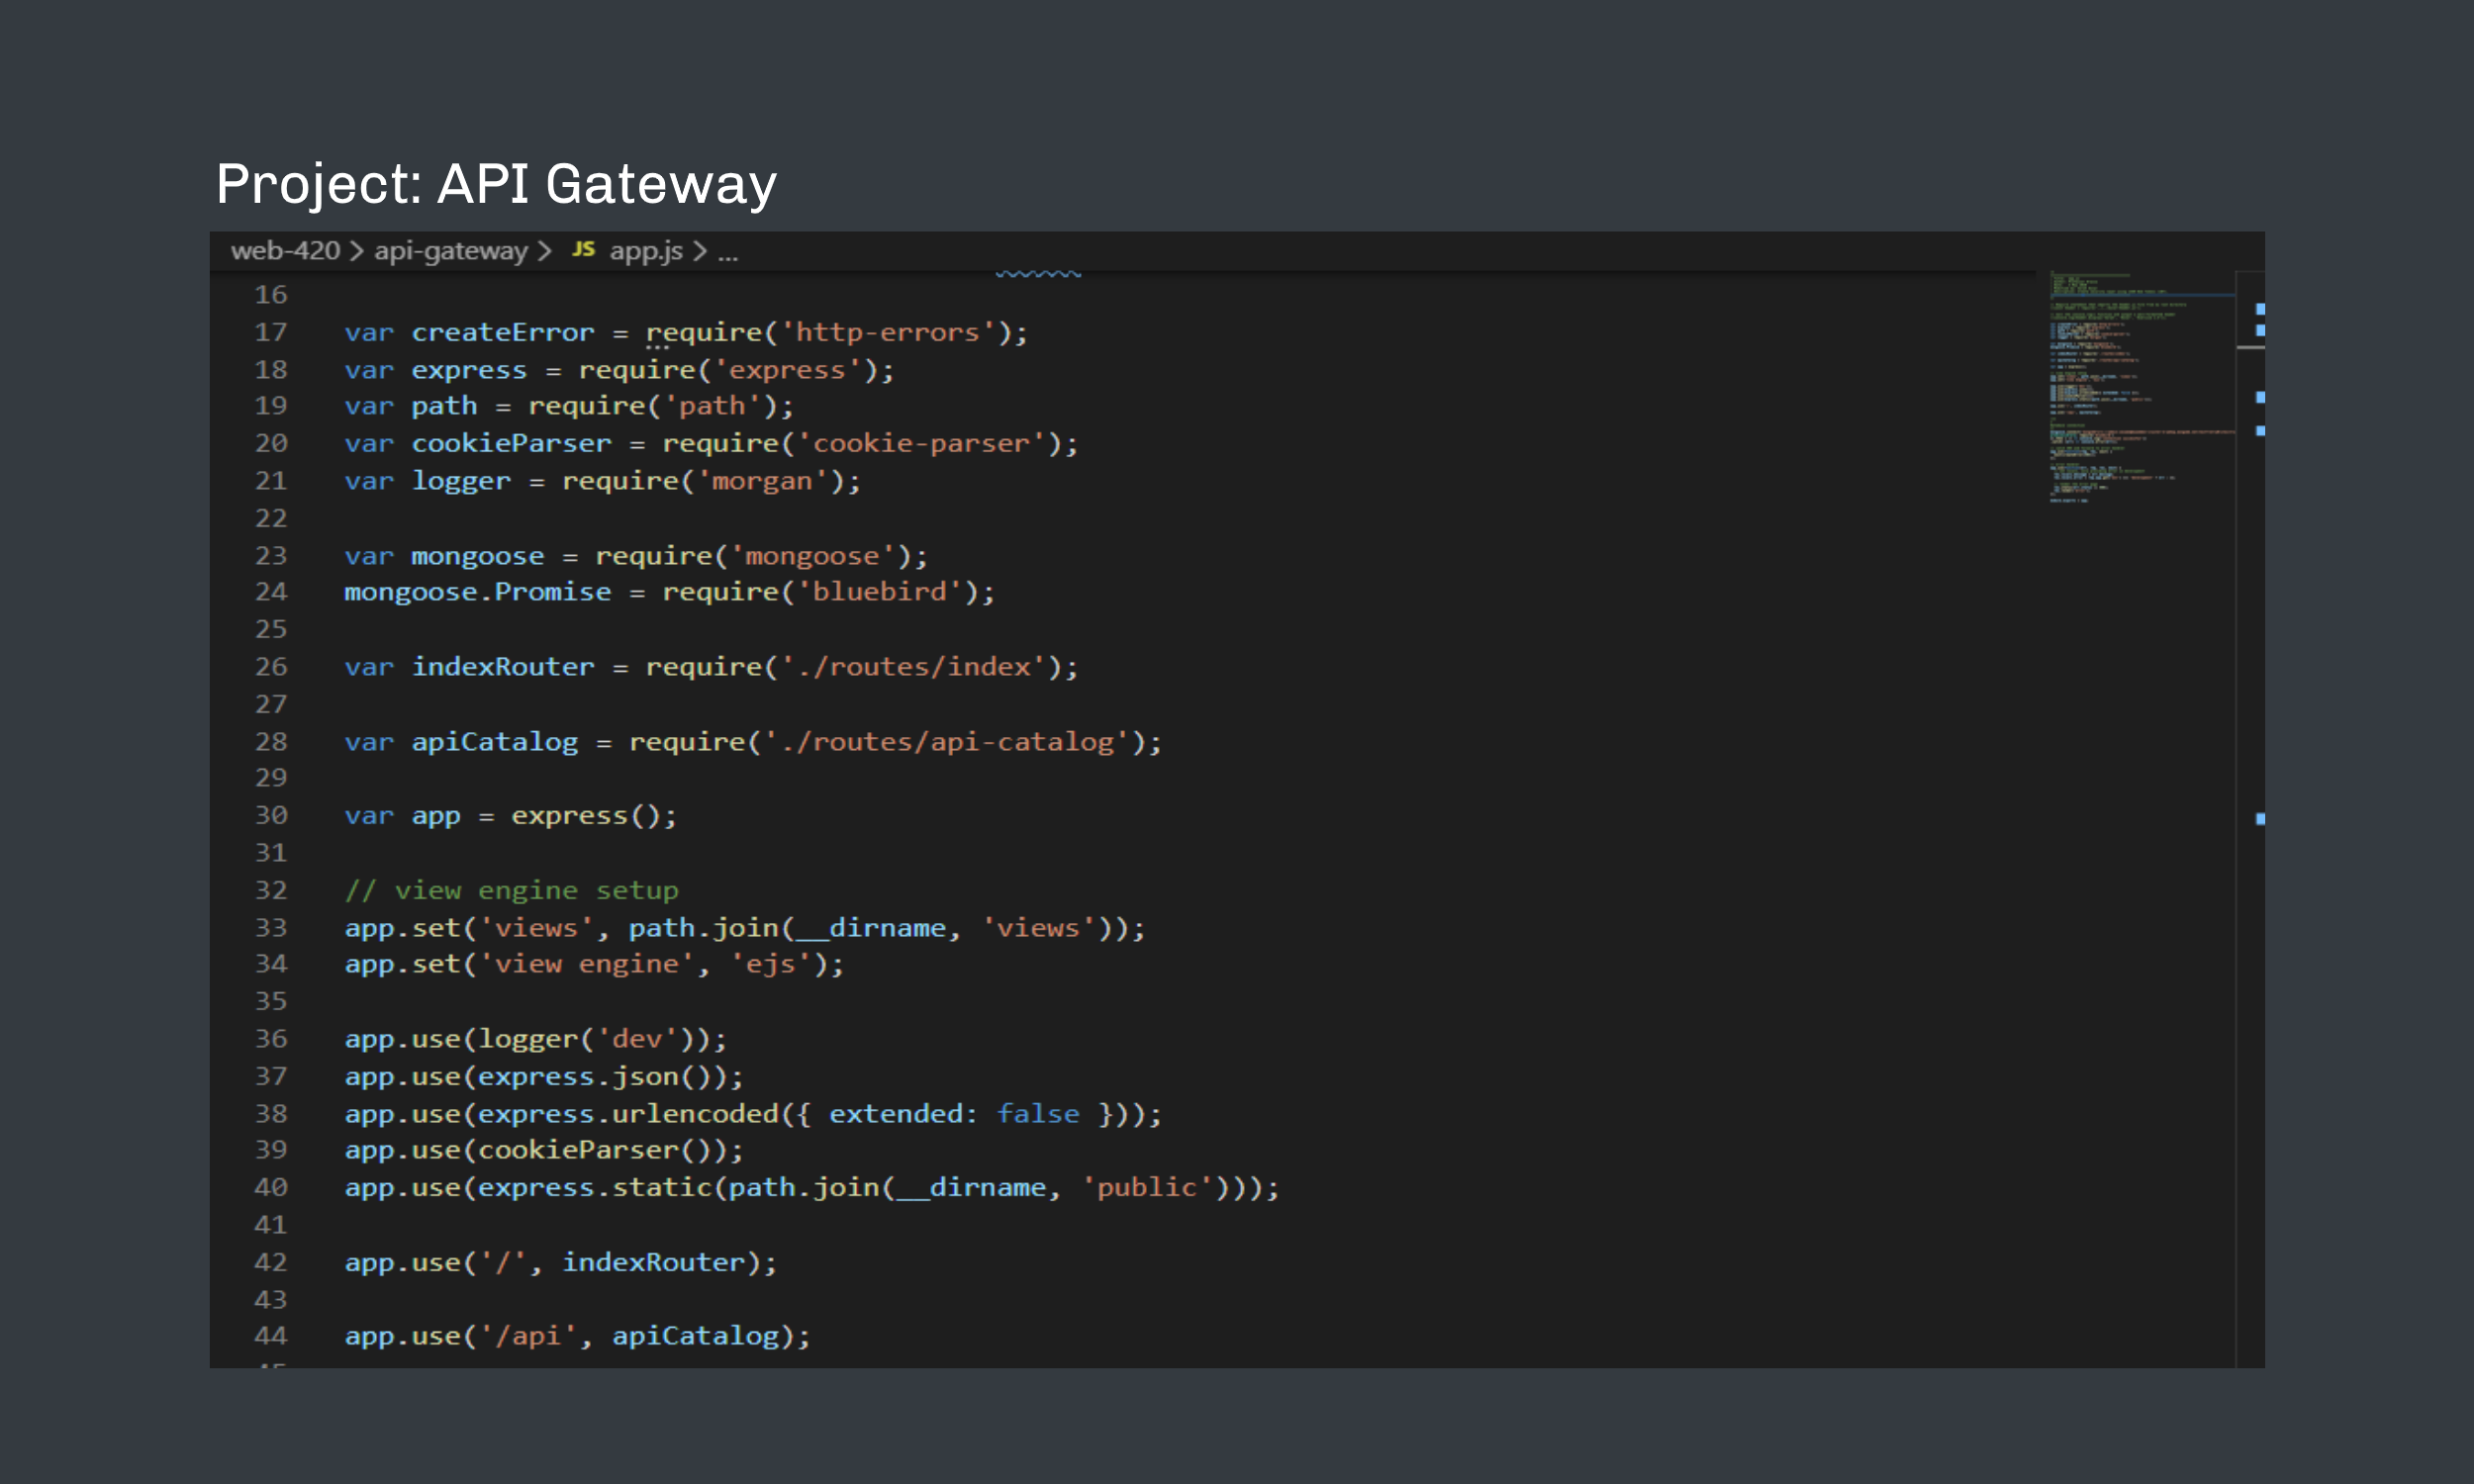 Project: API Gateway
web-420 > api-gateway > JS app.js > ...
16
17 var createError = require('http-errors');
18 var express = require('express');
19 var path = require('path');
20 var cookieParser = require('cookie-parser');
21 var logger = require('morgan');
22
23 var mongoose = require('mongoose');
24 mongoose.Promise = require('bluebird');
25
26 var indexRouter = require('./routes/index');
27
28 var apiCatalog = require('./routes/api-catalog');
29
30 var app = express();
31
32 // view engine setup
33 app.set('views', path.join(__dirname, 'views'));
34 app.set('view engine', 'ejs');
35
36 app.use(logger('dev'));
37 app.use(express.json());
38 app.use(express.urlencoded({ extended: false }));
39 app.use(cookieParser());
40 app.use(express.static(path.join(__dirname, 'public')));
41
42 app.use('/', indexRouter);
43
44 app.use('/api', apiCatalog);